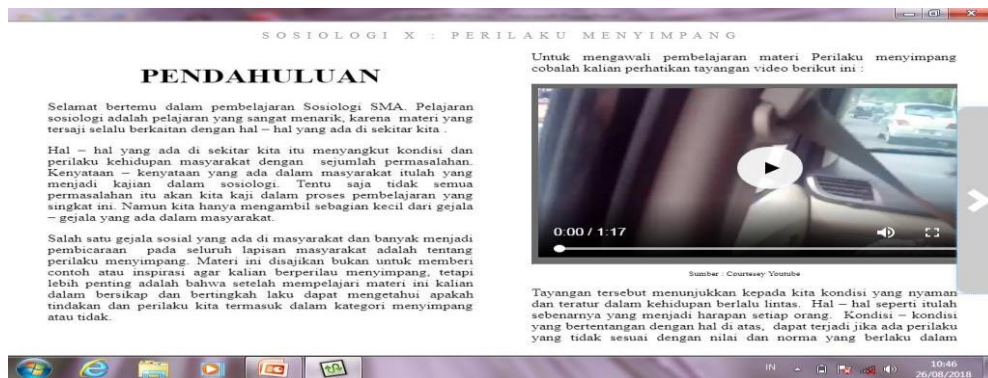 SOSIOLOGI X : PERILAKU MENYIMPANG
PENDAHULUAN
Selamat bertemu dalam pembelajaran Sosiologi SMA. Pelajaran
sosiologi adalah pelajaran yang sangat menarik, karena materi yang
tersaji selalu berkaitan dengan hal – hal yang ada di sekitar kita .
Hal – hal yang ada di sekitar kita itu menyangkut kondisi dan
perilaku kehidupan masyarakat dengan sejumlah permasalahan.
Kenyataan – kenyataan yang ada dalam masyarakat itulah yang
menjadi kajian dalam sosiologi. Tentu saja tidak semua
permasalahan itu akan kita kaji dalam proses pembelajaran yang
singkat ini. Namun kita hanya mengambil sebagian kecil dari gejala
– gejala yang ada dalam masyarakat.
Salah satu gejala sosial yang ada di masyarakat dan banyak menjadi
pembicaraan pada seluruh lapisan masyarakat adalah tentang
perilaku menyimpang. Materi ini disajikan bukan untuk memberi
contoh atau inspirasi agar kalian berperilau menyimpang, tetapi
lebih penting adalah bahwa setelah mempelajari materi ini kalian
dalam bersikap dan bertingkah laku dapat mengetahui apakah
tindakan dan perilaku kita termasuk dalam kategori menyimpang
atau tidak.
Untuk mengawali pembelajaran materi Perilaku menyimpang
cobalah kalian perhatikan tayangan video berikut ini :
0:00 / 1:17
Sumber : Courtesey Youtube
Tayangan tersebut menunjukkan kepada kita kondisi yang nyaman
dan teratur dalam kehidupan berlalu lintas. Hal – hal seperti itulah
sebenarnya yang menjadi harapan setiap orang. Kondisi – kondisi
yang bertentangan dengan hal di atas, dapat terjadi jika ada perilaku
yang tidak sesuai dengan nilai dan norma yang berlaku dalam
IN
10:46
26/08/2018